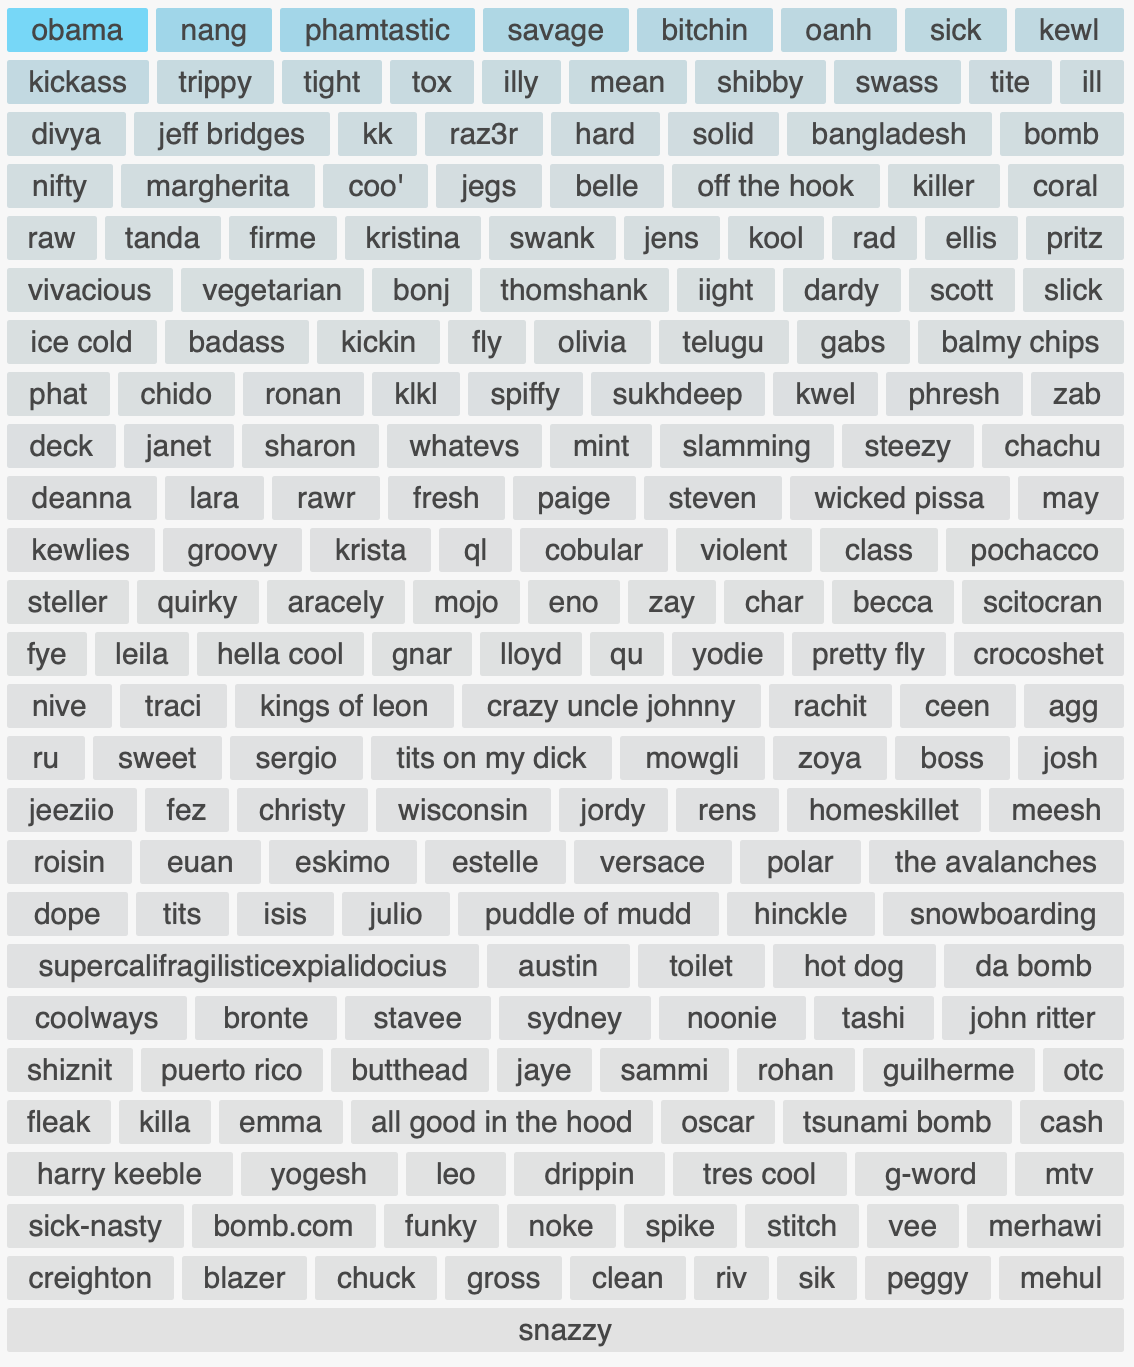 obama nang phamtastic savage bitchin oanh sick kewl
kickass trippy tight tox illy mean shibby swass tite ill
divya jeff bridges kk raz3r hard solid bangladesh bomb
nifty margherita coo' jegs belle off the hook killer coral
raw tanda firme kristina swank jens kool rad ellis pritz
vivacious vegetarian bonj thomshank iight dardy scott slick
ice cold badass kickin fly olivia telugu gabs balmy chips
phat chido ronan klkl spiffy sukhdeep kwel phresh zab
deck janet sharon whatevs mint slamming steezy chachu
deanna lara rawr fresh paige steven wicked pissa may
kewlies groovy krista ql cobular violent class pochacco
steller quirky aracely mojo eno zay char becca scitocran
fye leila hella cool gnar lloyd qu yodie pretty fly crocoshet
nive traci kings of leon crazy uncle johnny rachit ceen agg
ru sweet sergio tits on my dick mowgli zoya boss josh
jeeziio fez christy wisconsin jordy rens homeskillet meesh
roisin euan eskimo estelle versace polar the avalanches
dope tits isis julio puddle of mudd hinckle snowboarding
supercalifragilisticexpialidocius austin toilet hot dog da bomb
coolways bronte stavee sydney noonie tashi john ritter
shiznit puerto rico butthead jaye sammi rohan guilherme otc
fleak killa emma all good in the hood oscar tsunami bomb cash
harry keeble yogesh leo drippin tres cool g-word mtv
sick-nasty bomb.com funky noke spike stitch vee merhawi
creighton blazer chuck gross clean riv sik peggy mehul
snazzy